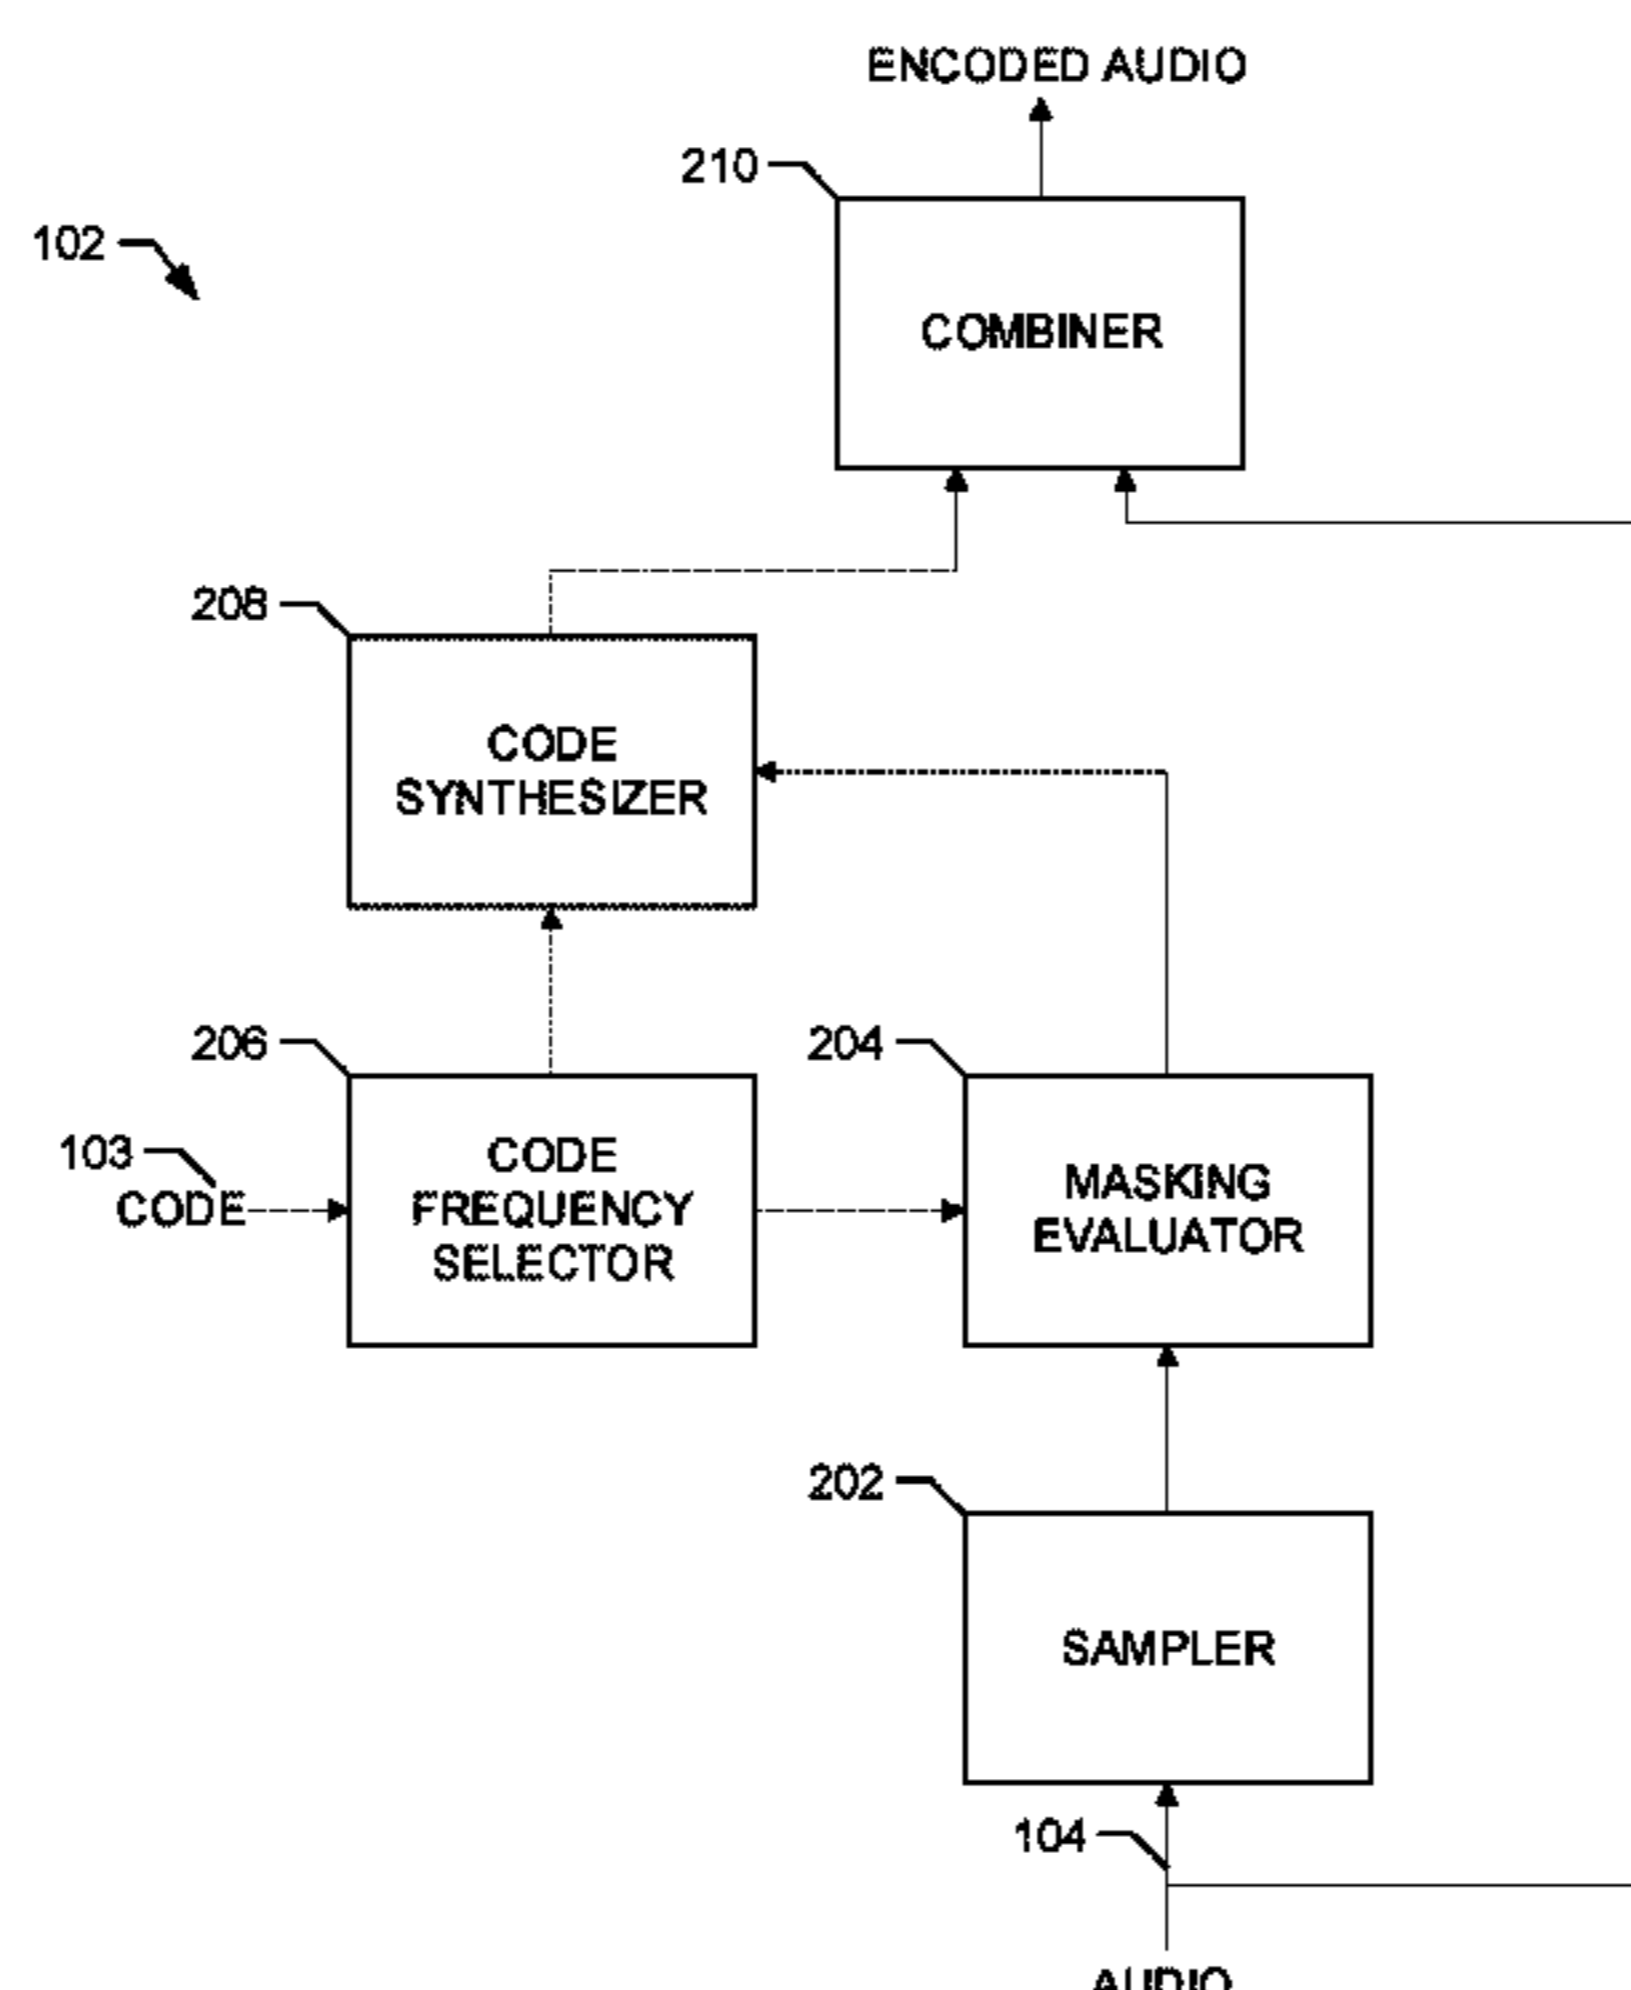 ENCODED AUDIO
210
102
COMBINER
208
CODE
SYNTHESIZER
206
204
103
CODE
CODE
FREQUENCY
SELECTOR
MASKING
EVALUATOR
202
SAMPLER
104
AUDIO